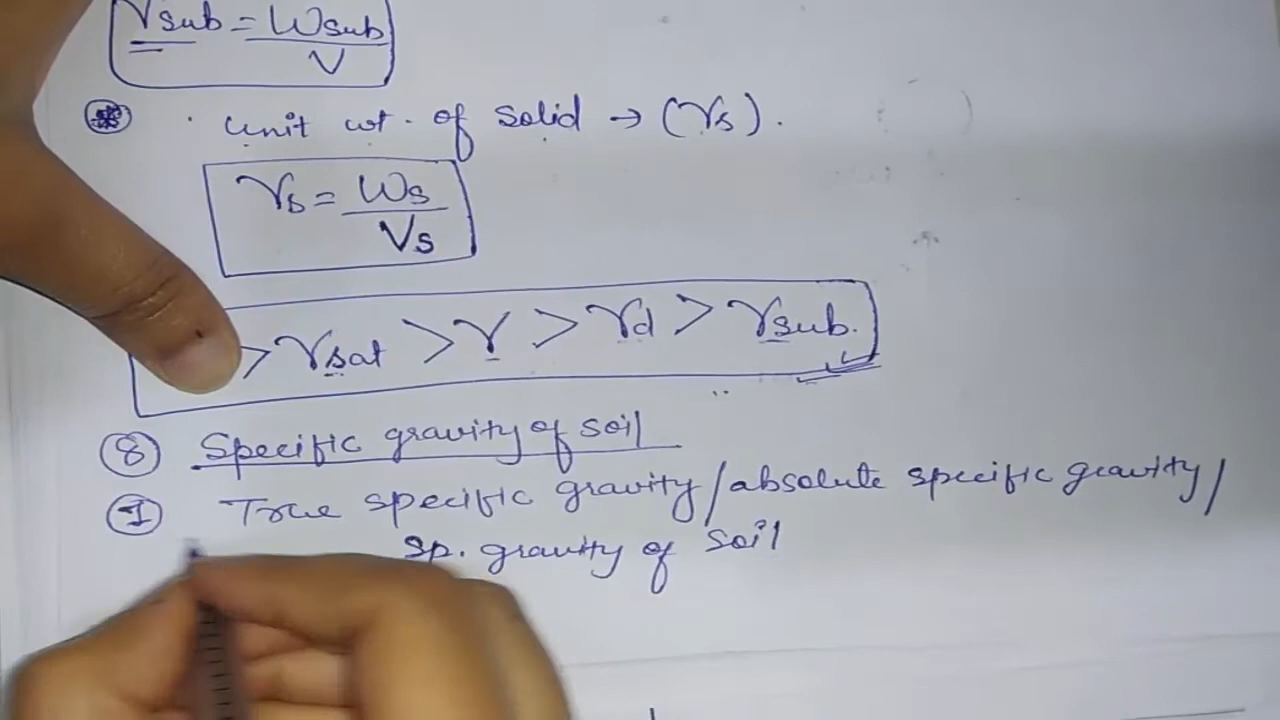 γsub = Wsub / V
unit wt. of solid → (γs).
γs = Ws / Vs
> γsat > γ > γd > γsub.
8 Specific gravity of soil
I True specific gravity/absolute specific gravity/
sp. gravity of soil